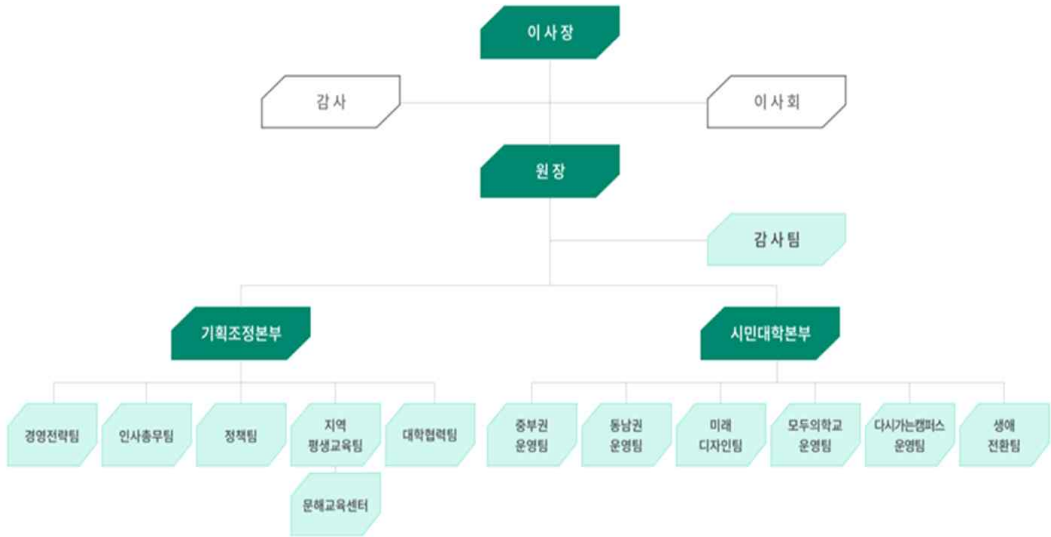 이사장
감사
이사회
원장
감사팀
기획조정본부
시민대학본부
경영전략팀
인사총무팀
정책팀
지역
평생교육팀
대학협력팀
중부권
운영팀
동남권
운영팀
미래
디자인팀
모두의학교
운영팀
다시가는캠퍼스
운영팀
생애
전환팀
문해교육센터